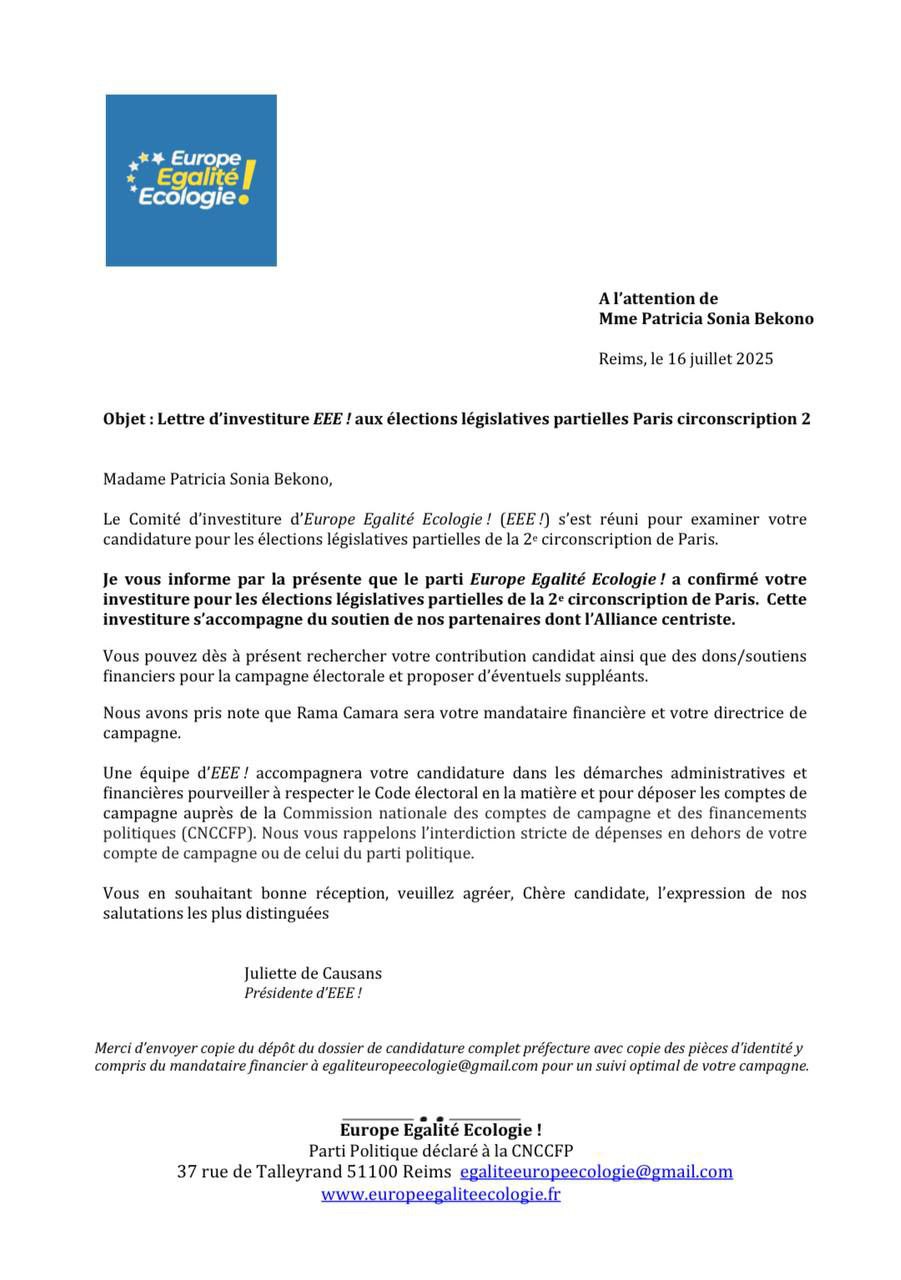 Europe
Egalité
Ecologie !
A l’attention de
Mme Patricia Sonia Bekono
Reims, le 16 juillet 2025
Objet : Lettre d’investiture EEE ! aux élections législatives partielles Paris circonscription 2
Madame Patricia Sonia Bekono,
Le Comité d’investiture d’Europe Egalité Ecologie ! (EEE !) s’est réuni pour examiner votre
candidature pour les élections législatives partielles de la 2e circonscription de Paris.
Je vous informe par la présente que le parti Europe Egalité Ecologie ! a confirmé votre
investiture pour les élections législatives partielles de la 2e circonscription de Paris. Cette
investiture s’accompagne du soutien de nos partenaires dont l’Alliance centriste.
Vous pouvez dès à présent rechercher votre contribution candidat ainsi que des dons/soutiens
financiers pour la campagne électorale et proposer d’éventuels suppléants.
Nous avons pris note que Rama Camara sera votre mandataire financière et votre directrice de
campagne.
Une équipe d’EEE ! accompagnera votre candidature dans les démarches administratives et
financières pourveiller à respecter le Code électoral en la matière et pour déposer les comptes de
campagne auprès de la Commission nationale des comptes de campagne et des financements
politiques (CNCCFP). Nous vous rappelons l’interdiction stricte de dépenses en dehors de votre
compte de campagne ou de celui du parti politique.
Vous en souhaitant bonne réception, veuillez agréer, Chère candidate, l’expression de nos
salutations les plus distinguées
Juliette de Causans
Présidente d’EEE !
Merci d’envoyer copie du dépôt du dossier de candidature complet préfecture avec copie des pièces d’identité y
compris du mandataire financier à egaliteuropeecologie@gmail.com pour un suivi optimal de votre campagne.
Europe Egalité Ecologie !
Parti Politique déclaré à la CNCCFP
37 rue de Talleyrand 51100 Reims egaliteeuropeecologie@gmail.com
www.europeegaliteecologie.fr